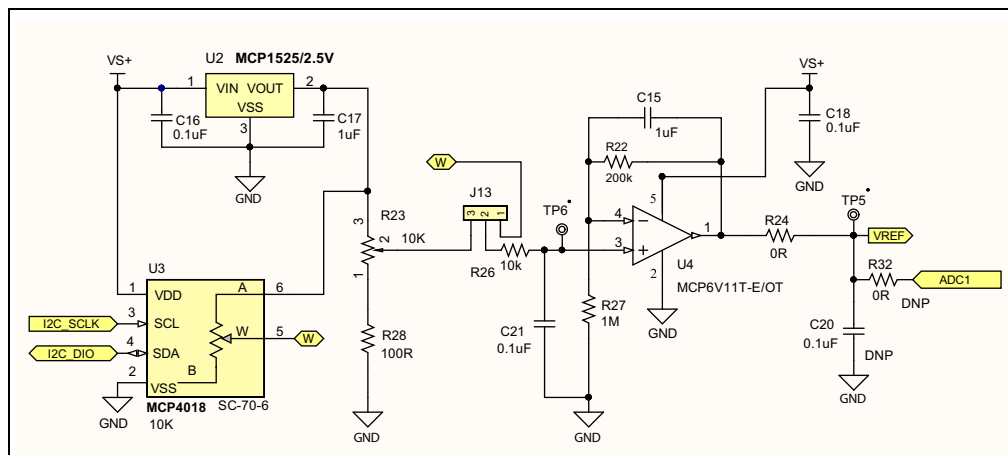 VS+
U2 MCP1525/2.5V
1
VIN VOUT
2
VSS
3
C16
0.1uF
C17
1uF
GND
W
J13
3 2 1
R23
3
2
1
10K
R26
10k
TP6
C15
1uF
R22
200k
VS+
C18
0.1uF
GND
5
4
3
1
2
U4
MCP6V11T-E/OT
GND
R24
0R
TP5
VREF
R32
0R
DNP
ADC1
C20
0.1uF
DNP
GND
R27
1M
C21
0.1uF
GND
R28
100R
GND
U3
1
VDD
A
6
I2C_SCLK
3
SCL
W
5
W
I2C_DIO
4
SDA
2
VSS
B
GND
MCP4018
SC-70-6
10K